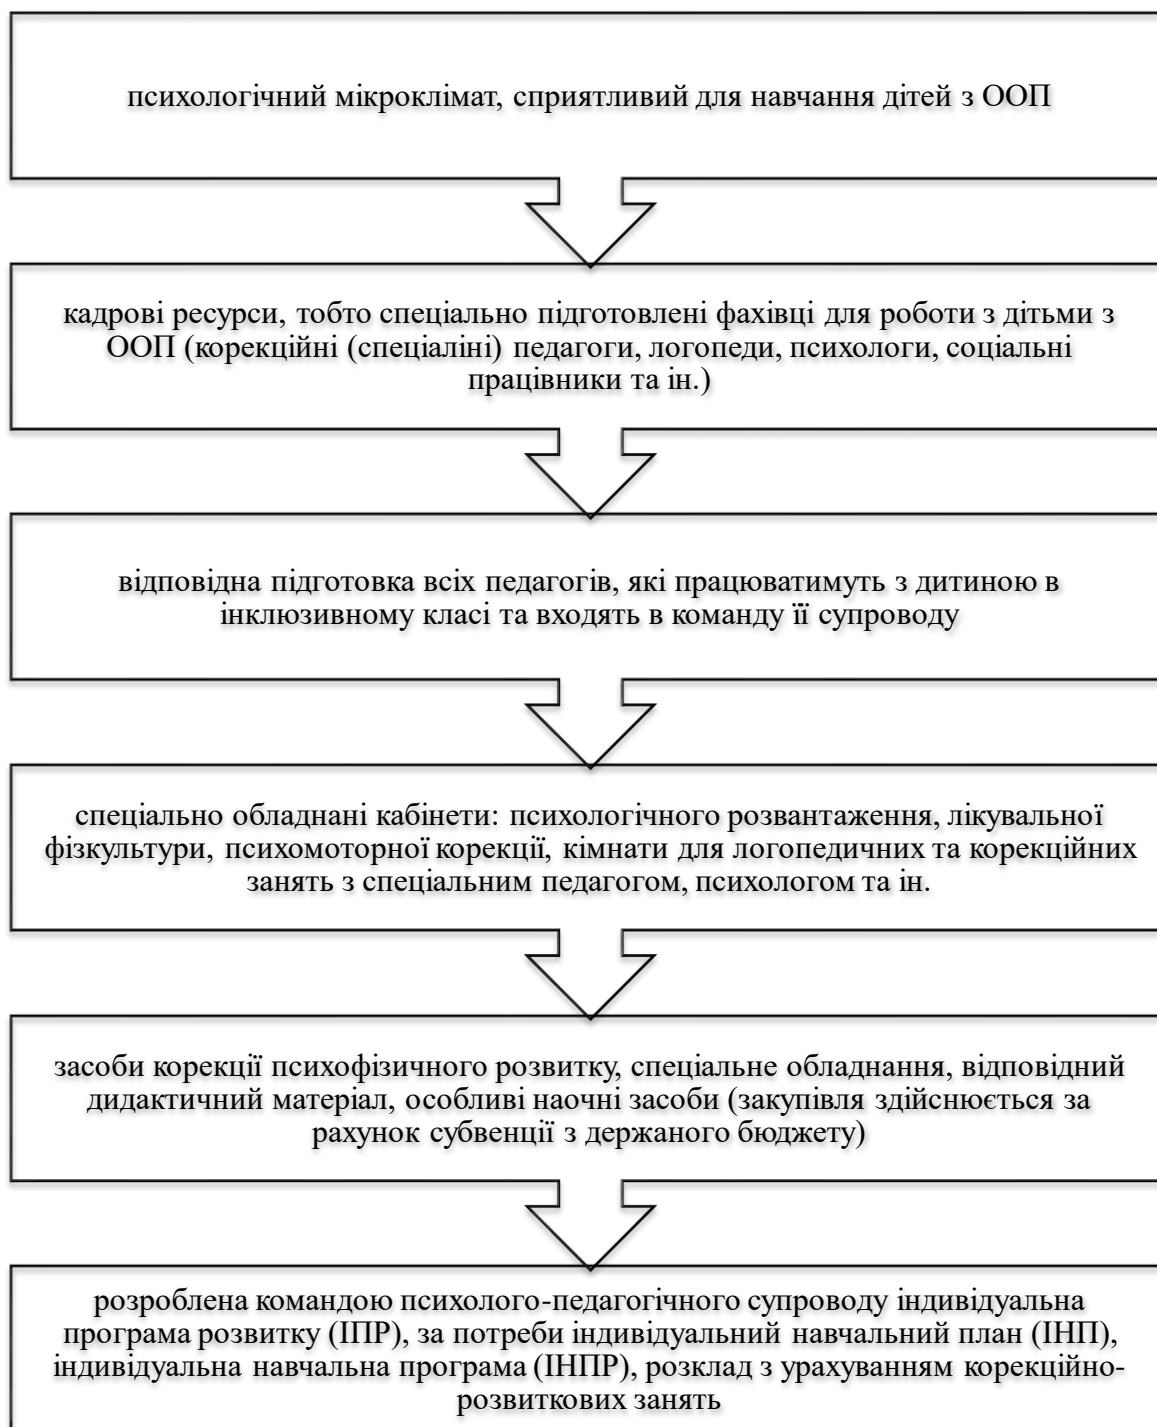 психологічний мікроклімат, сприятливий для навчання дітей з ООП
кадрові ресурси, тобто спеціально підготовлені фахівці для роботи з дітьми з
ООП (корекційні (спеціаліні) педагоги, логопеди, психологи, соціальні
працівники та ін.)
відповідна підготовка всіх педагогів, які працюватимуть з дитиною в
інклюзивному класі та входять в команду її супроводу
спеціально обладнані кабінети: психологічного розвантаження, лікувальної
фізкультури, психомоторної корекції, кімнати для логопедичних та корекційних
занять з спеціальним педагогом, психологом та ін.
засоби корекції психофізичного розвитку, спеціальне обладнання, відповідний
дидактичний матеріал, особливі наочні засоби (закупівля здійснюється за
рахунок субвенції з держаного бюджету)
розроблена командою психолого-педагогічного супроводу індивідуальна
програма розвитку (ІПР), за потреби індивідуальний навчальний план (ІНП),
індивідуальна навчальна програма (ІНПР), розклад з урахуванням корекційно-
розвиткових занять